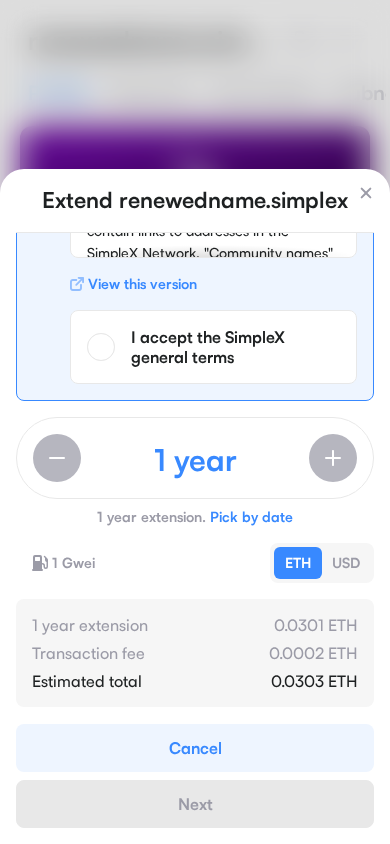 Extend renewedname.simplex
contain links to addresses in the
SimpleX Network. "Community names"
View this version
I accept the SimpleX
general terms
1 year
1 year extension. Pick by date
1 Gwei
ETH USD
1 year extension 0.0301 ETH
Transaction fee 0.0002 ETH
Estimated total 0.0303 ETH
Cancel
Next